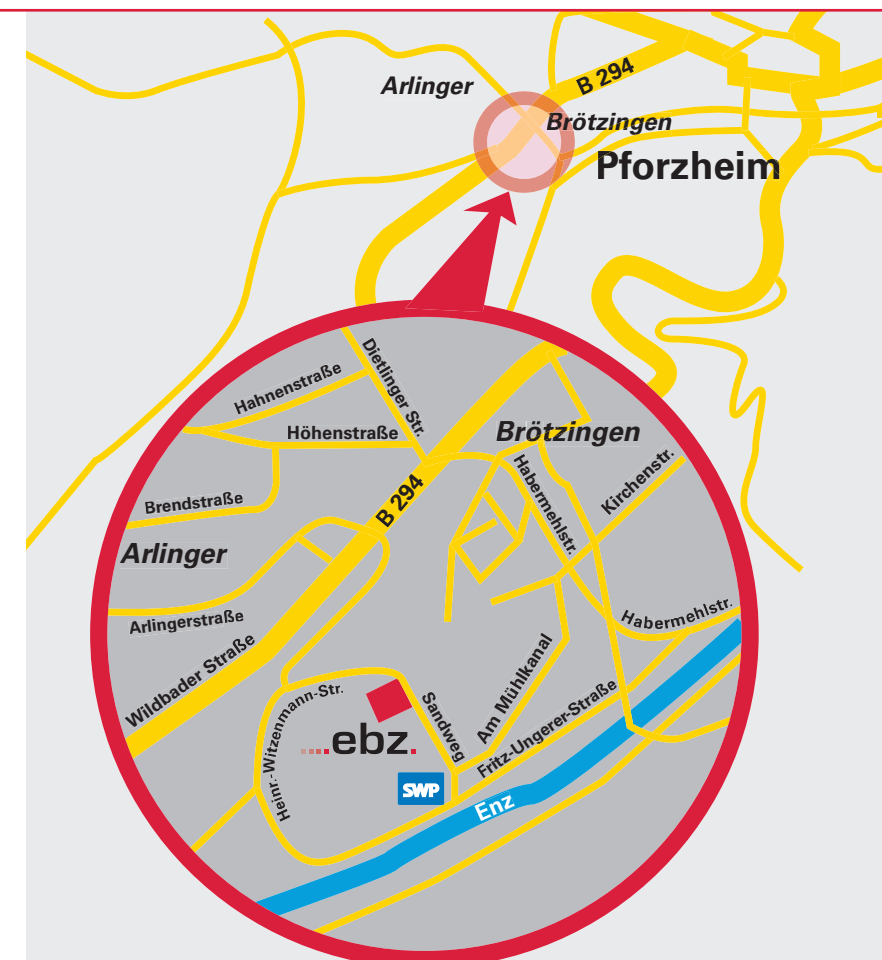 Arlinger
B 294
Brötzingen
Pforzheim
Dietlinger Str.
Hahnenstraße
Höhenstraße
Brötzingen
Habermehlstr.
Kirchenstr.
Brendstraße
B 294
Arlinger
Arlingerstraße
Habermehlstr.
Wildbader Straße
Heinr.-Witzenmann-Str.
Sandweg
Am Mühlkanal
Fritz-Ungerer-Straße
....ebz.
SWP
Enz